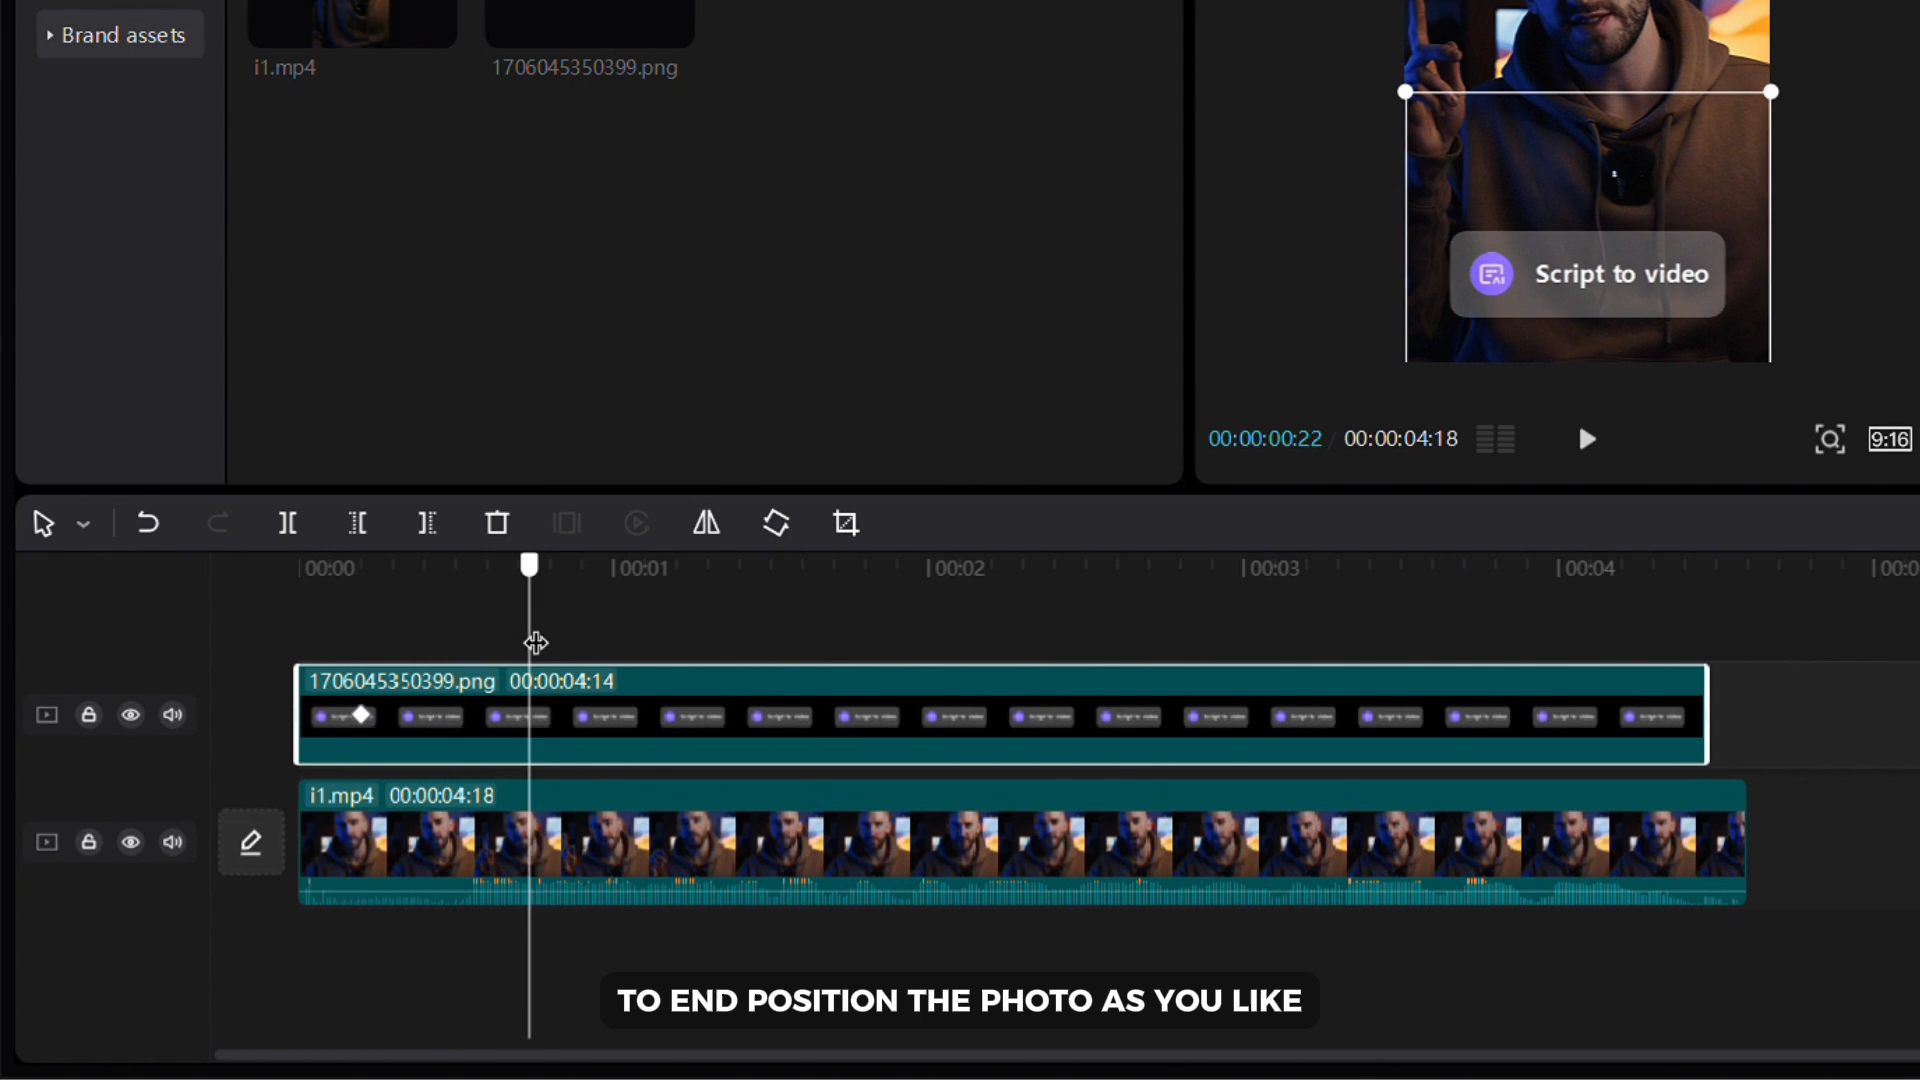 Brand assets
i1.mp4
1706045350399.png
Script to video
00:00:00:22 / 00:00:04:18
9:16
00:00
00:01
00:02
00:03
00:04
1706045350399.png 00:00:04:14
i1.mp4 00:00:04:18
TO END POSITION THE PHOTO AS YOU LIKE